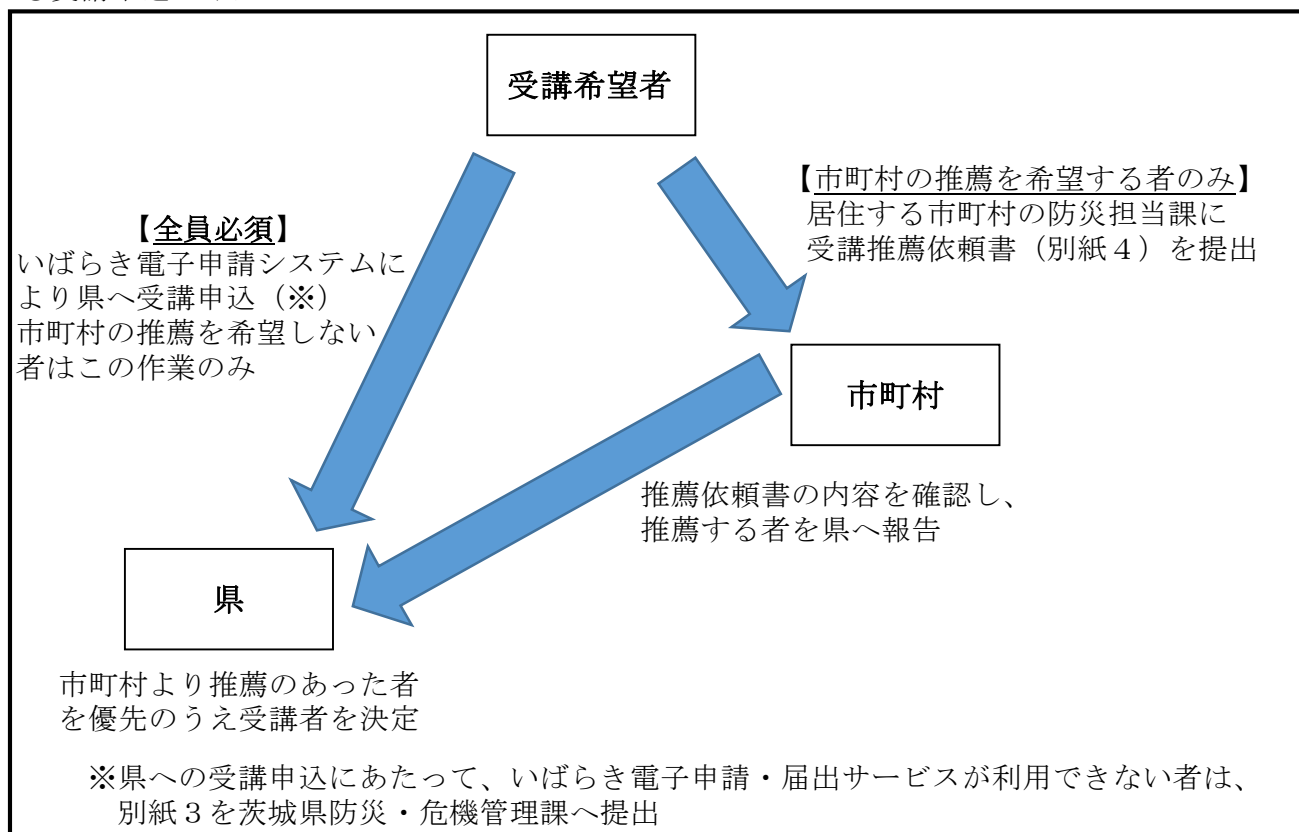 受講希望者
【市町村の推薦を希望する者のみ】
居住する市町村の防災担当課に
受講推薦依頼書（別紙４）を提出
【全員必須】
いばらき電子申請システムに
より県へ受講申込（※）
市町村の推薦を希望しない
者はこの作業のみ
市町村
推薦依頼書の内容を確認し、
推薦する者を県へ報告
県
市町村より推薦のあった者
を優先のうえ受講者を決定
※県への受講申込にあたって、いばらき電子申請・届出サービスが利用できない者は、
別紙３を茨城県防災・危機管理課へ提出